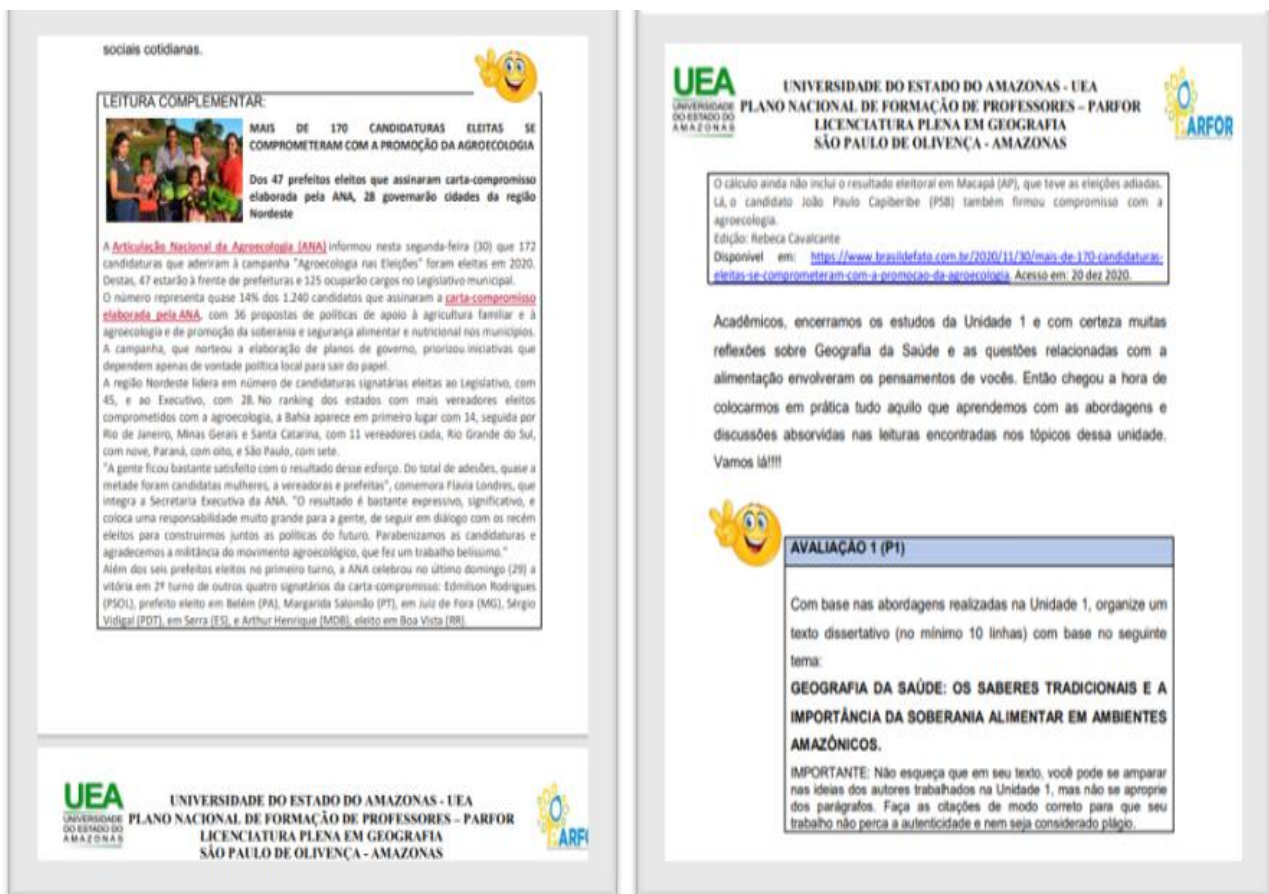 sociais cotidianas.
LEITURA COMPLEMENTAR:
MAIS DE 170 CANDIDATURAS ELEITAS SE
COMPROMETERAM COM A PROMOÇÃO DA AGROECOLOGIA
Dos 47 prefeitos eleitos que assinaram carta-compromisso
elaborada pela ANA, 28 governarão cidades da região
Nordeste
A Articulação Nacional da Agroecologia (ANA) informou nesta segunda-feira (30) que 172
candidaturas que aderiram à campanha "Agroecologia nas Eleições" foram eleitas em 2020.
Destas, 47 estarão à frente de prefeituras e 125 ocuparão cargos no Legislativo municipal.
O número representa quase 14% dos 1.240 candidatos que assinaram a carta-compromisso
elaborada pela ANA, com 36 propostas de políticas de apoio à agricultura familiar e à
agroecologia e de promoção da soberania e segurança alimentar e nutricional nos municípios.
A campanha, que norteou a elaboração de planos de governo, priorizou iniciativas que
dependem apenas de vontade política local para sair do papel.
A região Nordeste lidera em número de candidaturas signatárias eleitas ao Legislativo, com
45, e ao Executivo, com 28. No ranking dos estados com mais vereadores eleitos
comprometidos com a agroecologia, a Bahia aparece em primeiro lugar com 14, seguida por
Rio de Janeiro, Minas Gerais e Santa Catarina, com 11 vereadores cada, Rio Grande do Sul,
com nove, Paraná, com oito, e São Paulo, com sete.
"A gente ficou bastante satisfeito com o resultado desse esforço. Do total de adesões, quase a
metade foram candidatas mulheres, a vereadoras e prefeitas", comemora Flavia Londres, que
integra a Secretaria Executiva da ANA. "O resultado é bastante expressivo, significativo, e
coloca uma responsabilidade muito grande para a gente, de seguir em diálogo com os recém
eleitos para construirmos juntos as políticas do futuro. Parabenizamos as candidaturas e
agradecemos a militância do movimento agroecológico, que fez um trabalho belíssimo."
Além dos seis prefeitos eleitos no primeiro turno, a ANA celebrou no último domingo (29) a
vitória em 2º turno de outros quatro signatários da carta-compromisso: Edmilson Rodrigues
(PSOL), prefeito eleito em Belém (PA), Margarida Salomão (PT), em Juiz de Fora (MG), Sérgio
Vidigal (PDT), em Serra (ES), e Arthur Henrique (MDB), eleito em Boa Vista (RR).
UEA
UNIVERSIDADE
DO ESTADO DO
AMAZONAS
UNIVERSIDADE DO ESTADO DO AMAZONAS - UEA
PLANO NACIONAL DE FORMAÇÃO DE PROFESSORES – PARFOR
LICENCIATURA PLENA EM GEOGRAFIA
SÃO PAULO DE OLIVENÇA - AMAZONAS
ARF
UEA
UNIVERSIDADE
DO ESTADO DO
AMAZONAS
UNIVERSIDADE DO ESTADO DO AMAZONAS - UEA
PLANO NACIONAL DE FORMAÇÃO DE PROFESSORES – PARFOR
LICENCIATURA PLENA EM GEOGRAFIA
SÃO PAULO DE OLIVENÇA - AMAZONAS
PARFOR
O cálculo ainda não inclui o resultado eleitoral em Macapá (AP), que teve as eleições adiadas.
Lá, o candidato João Paulo Capiberibe (PSB) também firmou compromisso com a
agroecologia.
Edição: Rebeca Cavalcante
Disponível em: https://www.brasildefato.com.br/2020/11/30/mais-de-170-candidaturas-
eleitas-se-comprometeram-com-a-promocao-da-agroecologia. Acesso em: 20 dez 2020.
Acadêmicos, encerramos os estudos da Unidade 1 e com certeza muitas
reflexões sobre Geografia da Saúde e as questões relacionadas com a
alimentação envolveram os pensamentos de vocês. Então chegou a hora de
colocarmos em prática tudo aquilo que aprendemos com as abordagens e
discussões absorvidas nas leituras encontradas nos tópicos dessa unidade.
Vamos lá!!!!
AVALIAÇÃO 1 (P1)
Com base nas abordagens realizadas na Unidade 1, organize um
texto dissertativo (no mínimo 10 linhas) com base no seguinte
tema:
GEOGRAFIA DA SAÚDE: OS SABERES TRADICIONAIS E A
IMPORTÂNCIA DA SOBERANIA ALIMENTAR EM AMBIENTES
AMAZÔNICOS.
IMPORTANTE: Não esqueça que em seu texto, você pode se amparar
nas ideias dos autores trabalhados na Unidade 1, mas não se aproprie
dos parágrafos. Faça as citações de modo correto para que seu
trabalho não perca a autenticidade e nem seja considerado plágio.